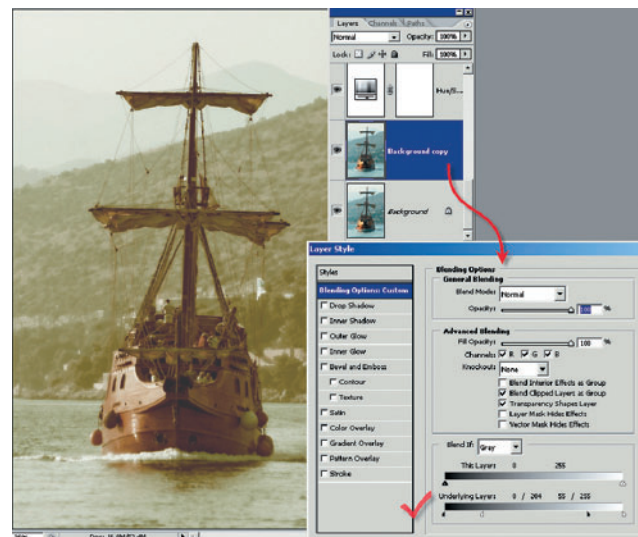 Layers Channels Paths
Normal Opacity: 100%
Lock: Fill: 100%
Hue/S...
Background copy
Background
Layer Style
Styles
Blending Options: Custom
Drop Shadow
Inner Shadow
Outer Glow
Inner Glow
Bevel and Emboss
Contour
Texture
Satin
Color Overlay
Gradient Overlay
Pattern Overlay
Stroke
Blending Options
General Blending
Blend Mode: Normal
Opacity: 100 %
Advanced Blending
Fill Opacity: 100 %
Channels: R G B
Knockout: None
Blend Interior Effects as Group
Blend Clipped Layers as Group
Transparency Shapes Layer
Layer Mask Hides Effects
Vector Mask Hides Effects
Blend If: Gray
This Layer: 0 255
Underlying Layer: 0 / 204 55 / 255